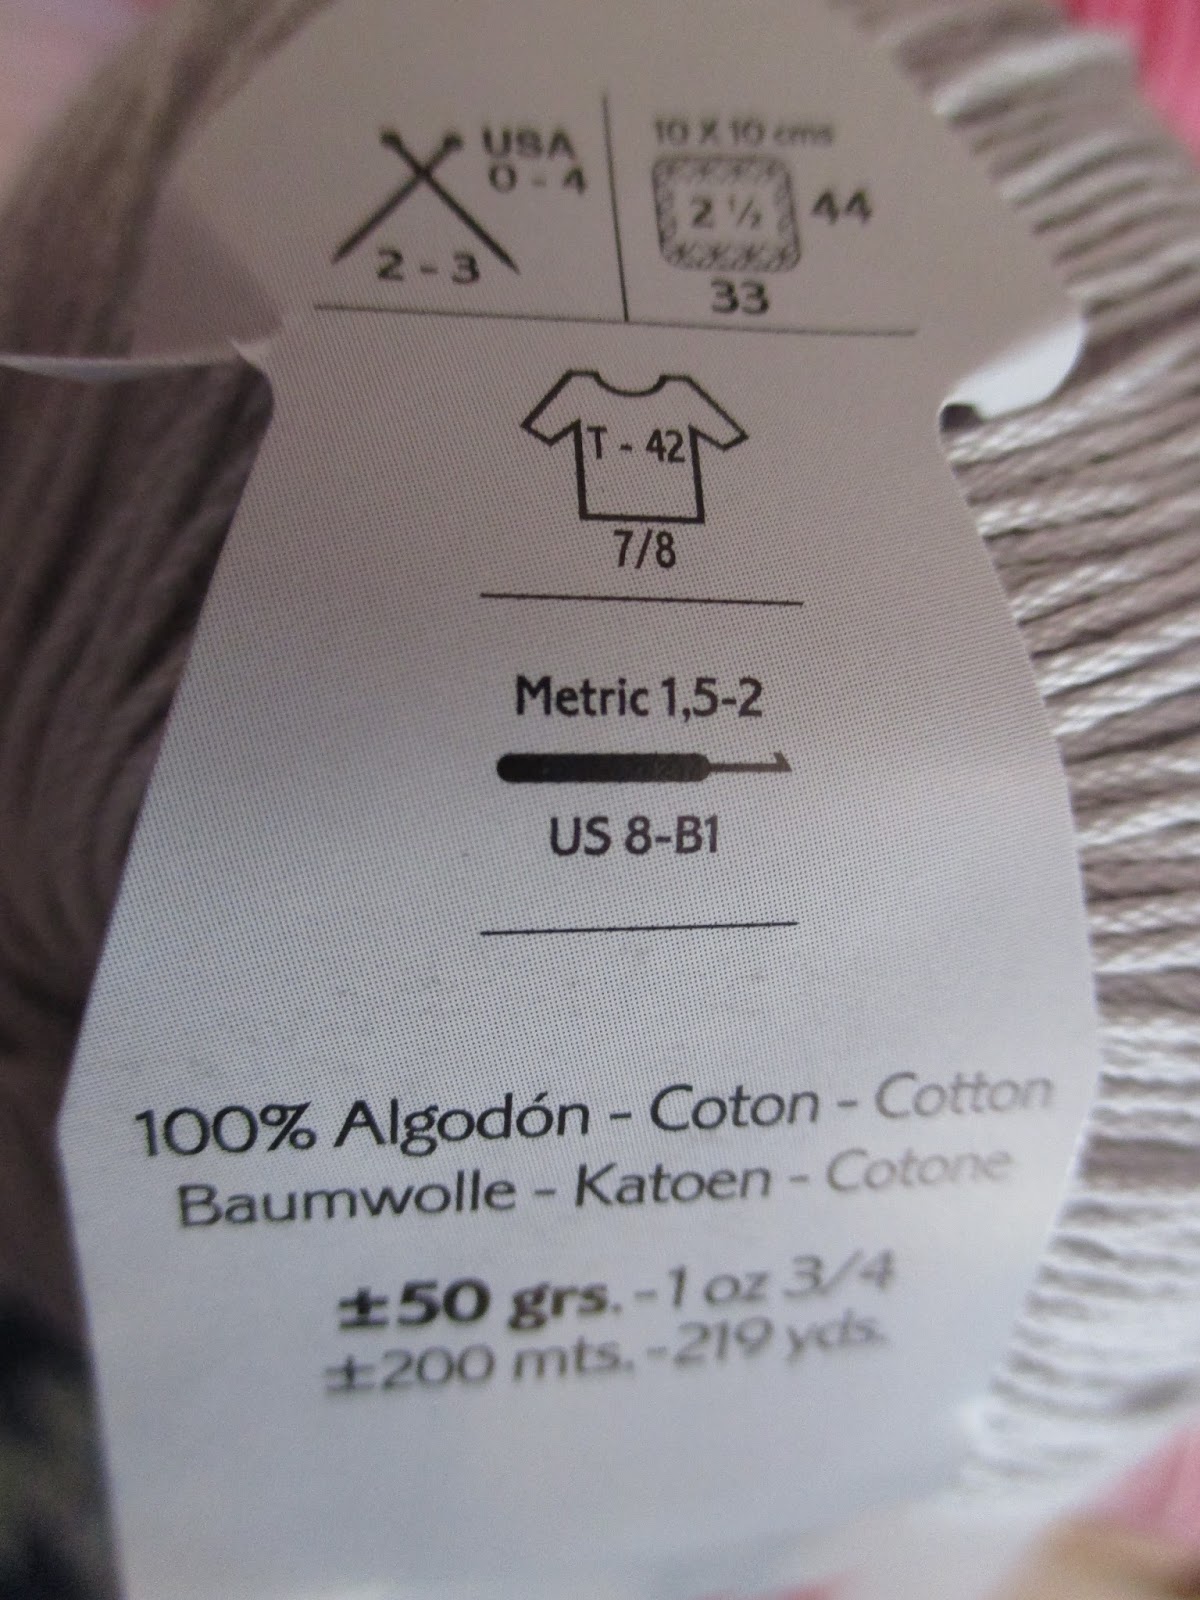 USA
0 - 4
2 - 3
10 X 10 cms
2 ½
44
33
T - 42
7/8
Metric 1,5-2
US 8-B1
100% Algodón - Coton - Cotton
Baumwolle - Katoen - Cotone
±50 grs. - 1 oz 3/4
±200 mts. - 219 yds.